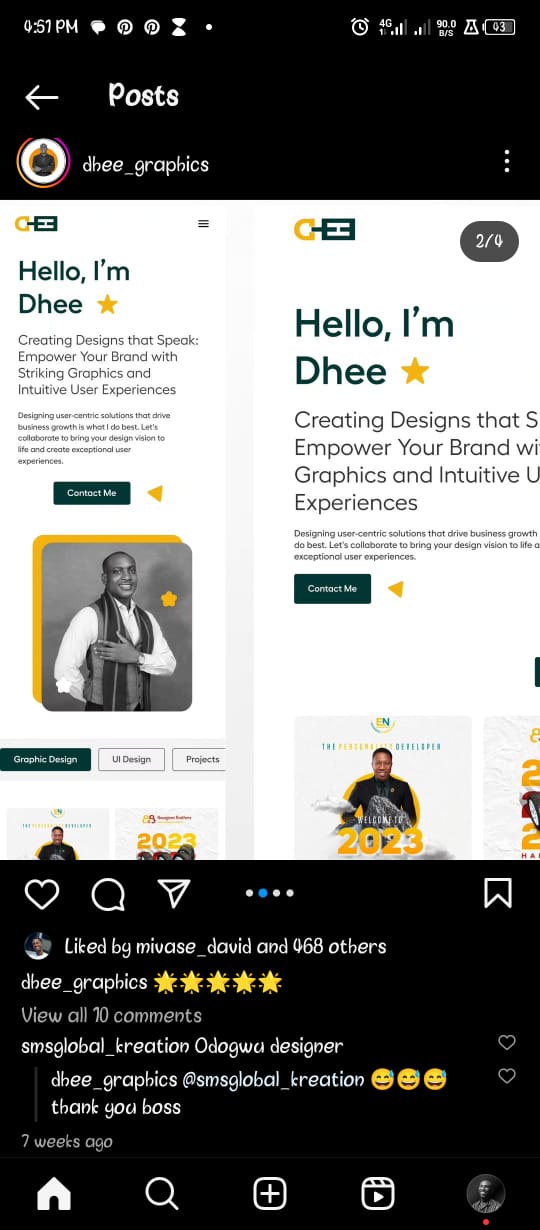 4:51 PM
4G
90.0
B/S
43
Posts
dhee_graphics
2/4
DHEE
Hello, I'm
Dhee
Creating Designs that Speak:
Empower Your Brand with
Striking Graphics and
Intuitive User Experiences
Designing user-centric solutions that drive
business growth is what I do best. Let's
collaborate to bring your design vision to
life and create exceptional user
experiences.
Contact Me
Graphic Design
UI Design
Projects
EN
THE PERSONALITY DEVELOPER
Gorgeous Brothers
2023
DHEE
Hello, I'm
Dhee
Creating Designs that S
Empower Your Brand wi
Graphics and Intuitive U
Experiences
Designing user-centric solutions that drive business growth
do best. Let's collaborate to bring your design vision to life a
exceptional user experiences.
Contact Me
EN
THE PERSONALITY DEVELOPER
WELCOME TO
2023
2
2
HA
Liked by mivase_david and 468 others
dhee_graphics 🌟🌟🌟🌟🌟
View all 10 comments
smsglobal_kreation Odogwu designer
dhee_graphics @smsglobal_kreation 😅😅😅
thank you boss
7 weeks ago